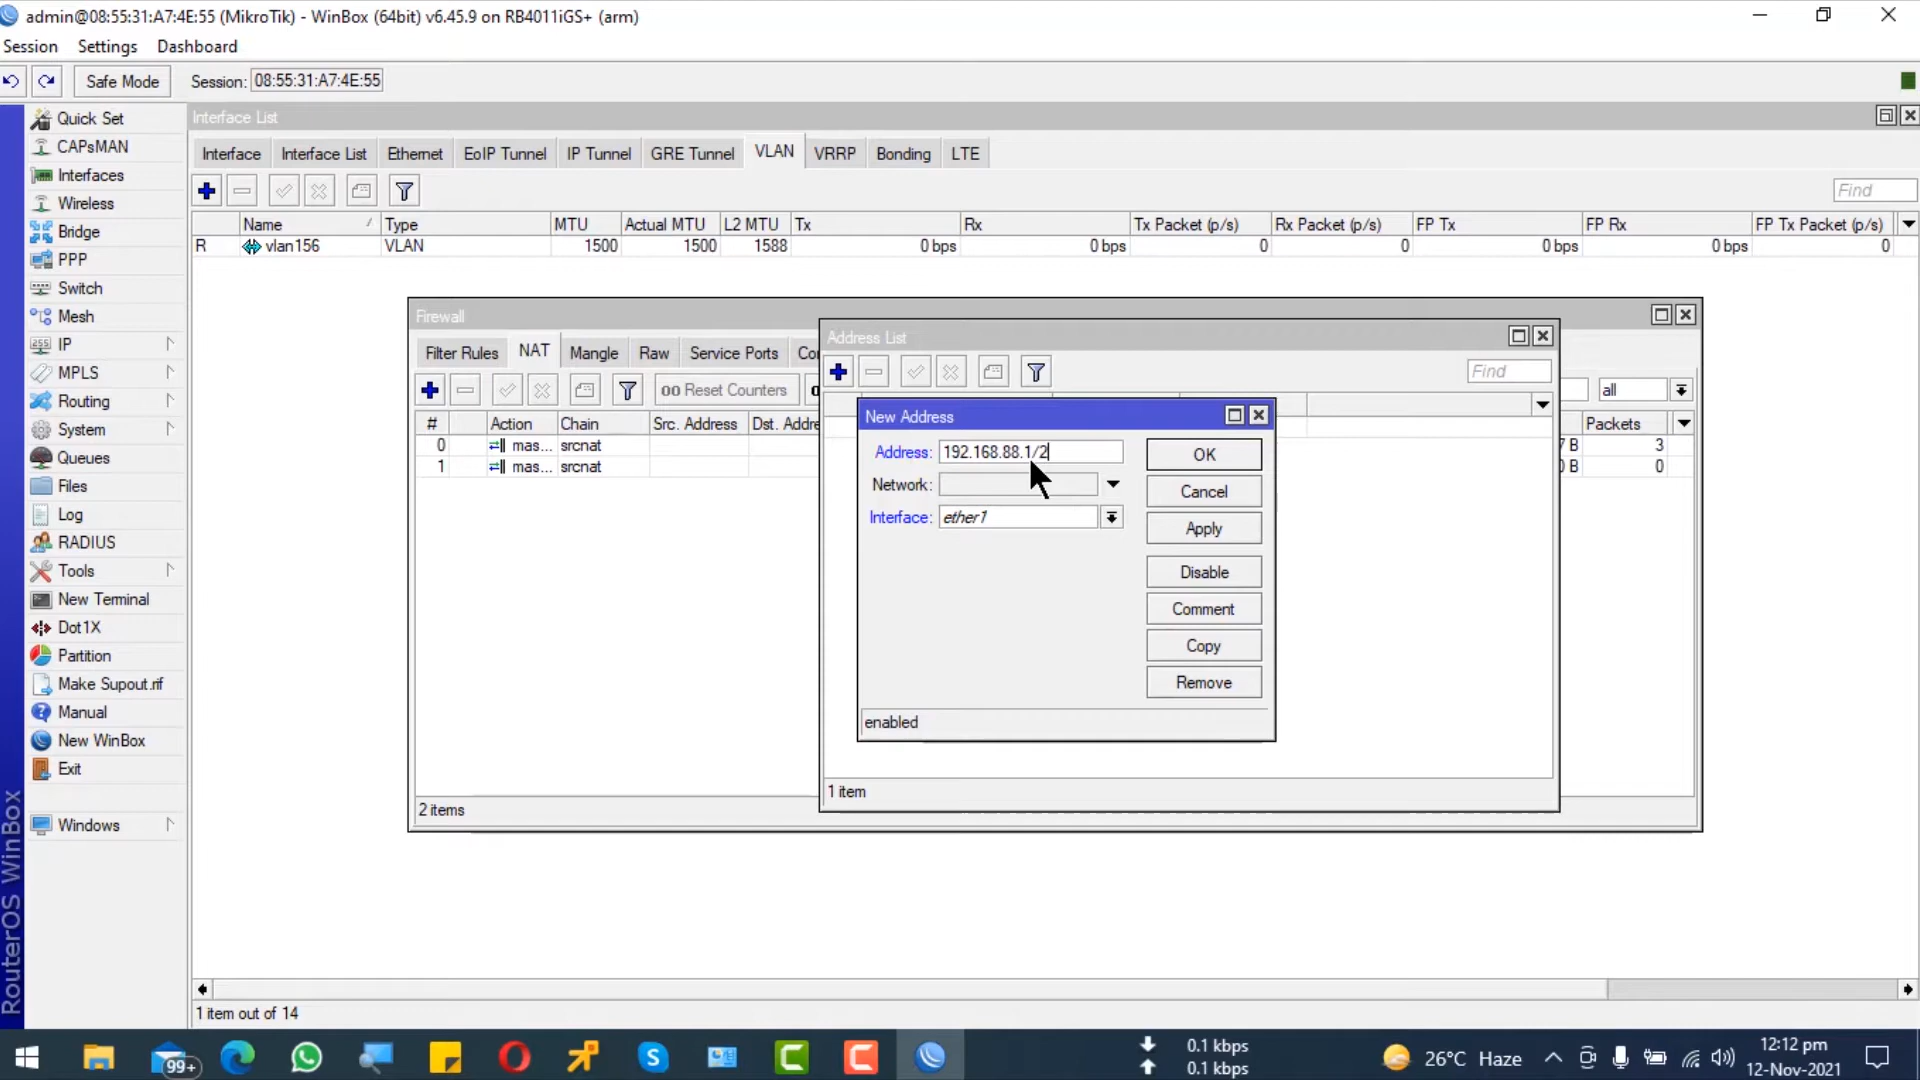 admin@08:55:31:A7:4E:55 (MikroTik) - WinBox (64bit) v6.45.9 on RB4011iGS+ (arm)
Session Settings Dashboard
Safe Mode Session: 08:55:31:A7:4E:55
Quick Set
CAPsMAN
Interfaces
Wireless
Bridge
PPP
Switch
Mesh
255 IP
MPLS
Routing
System
Queues
Files
Log
RADIUS
Tools
New Terminal
Dot1X
Partition
Make Supout.rif
Manual
New WinBox
Exit
Windows
RouterOS WinBox
Interface List
Interface Interface List Ethernet EoIP Tunnel IP Tunnel GRE Tunnel VLAN VRRP Bonding LTE
Find
Name Type MTU Actual MTU L2 MTU Tx Rx Tx Packet (p/s) Rx Packet (p/s) FP Tx FP Rx FP Tx Packet (p/s)
R vlan156 VLAN 1500 1500 1588 0 bps 0 bps 0 0 0 bps 0 bps 0
Firewall
Filter Rules NAT Mangle Raw Service Ports
00 Reset Counters
all
# Action Chain Src. Address Dst. Addre Packets
0 mas... srcnat B 3
1 mas... srcnat B 0
2 items
Address List
Find
1 item
New Address
Address: 192.168.88.1/2
Network:
Interface: ether1
OK
Cancel
Apply
Disable
Comment
Copy
Remove
enabled
1 item out of 14
99+
0.1 kbps
0.1 kbps
26°C Haze
12:12 pm
12-Nov-2021